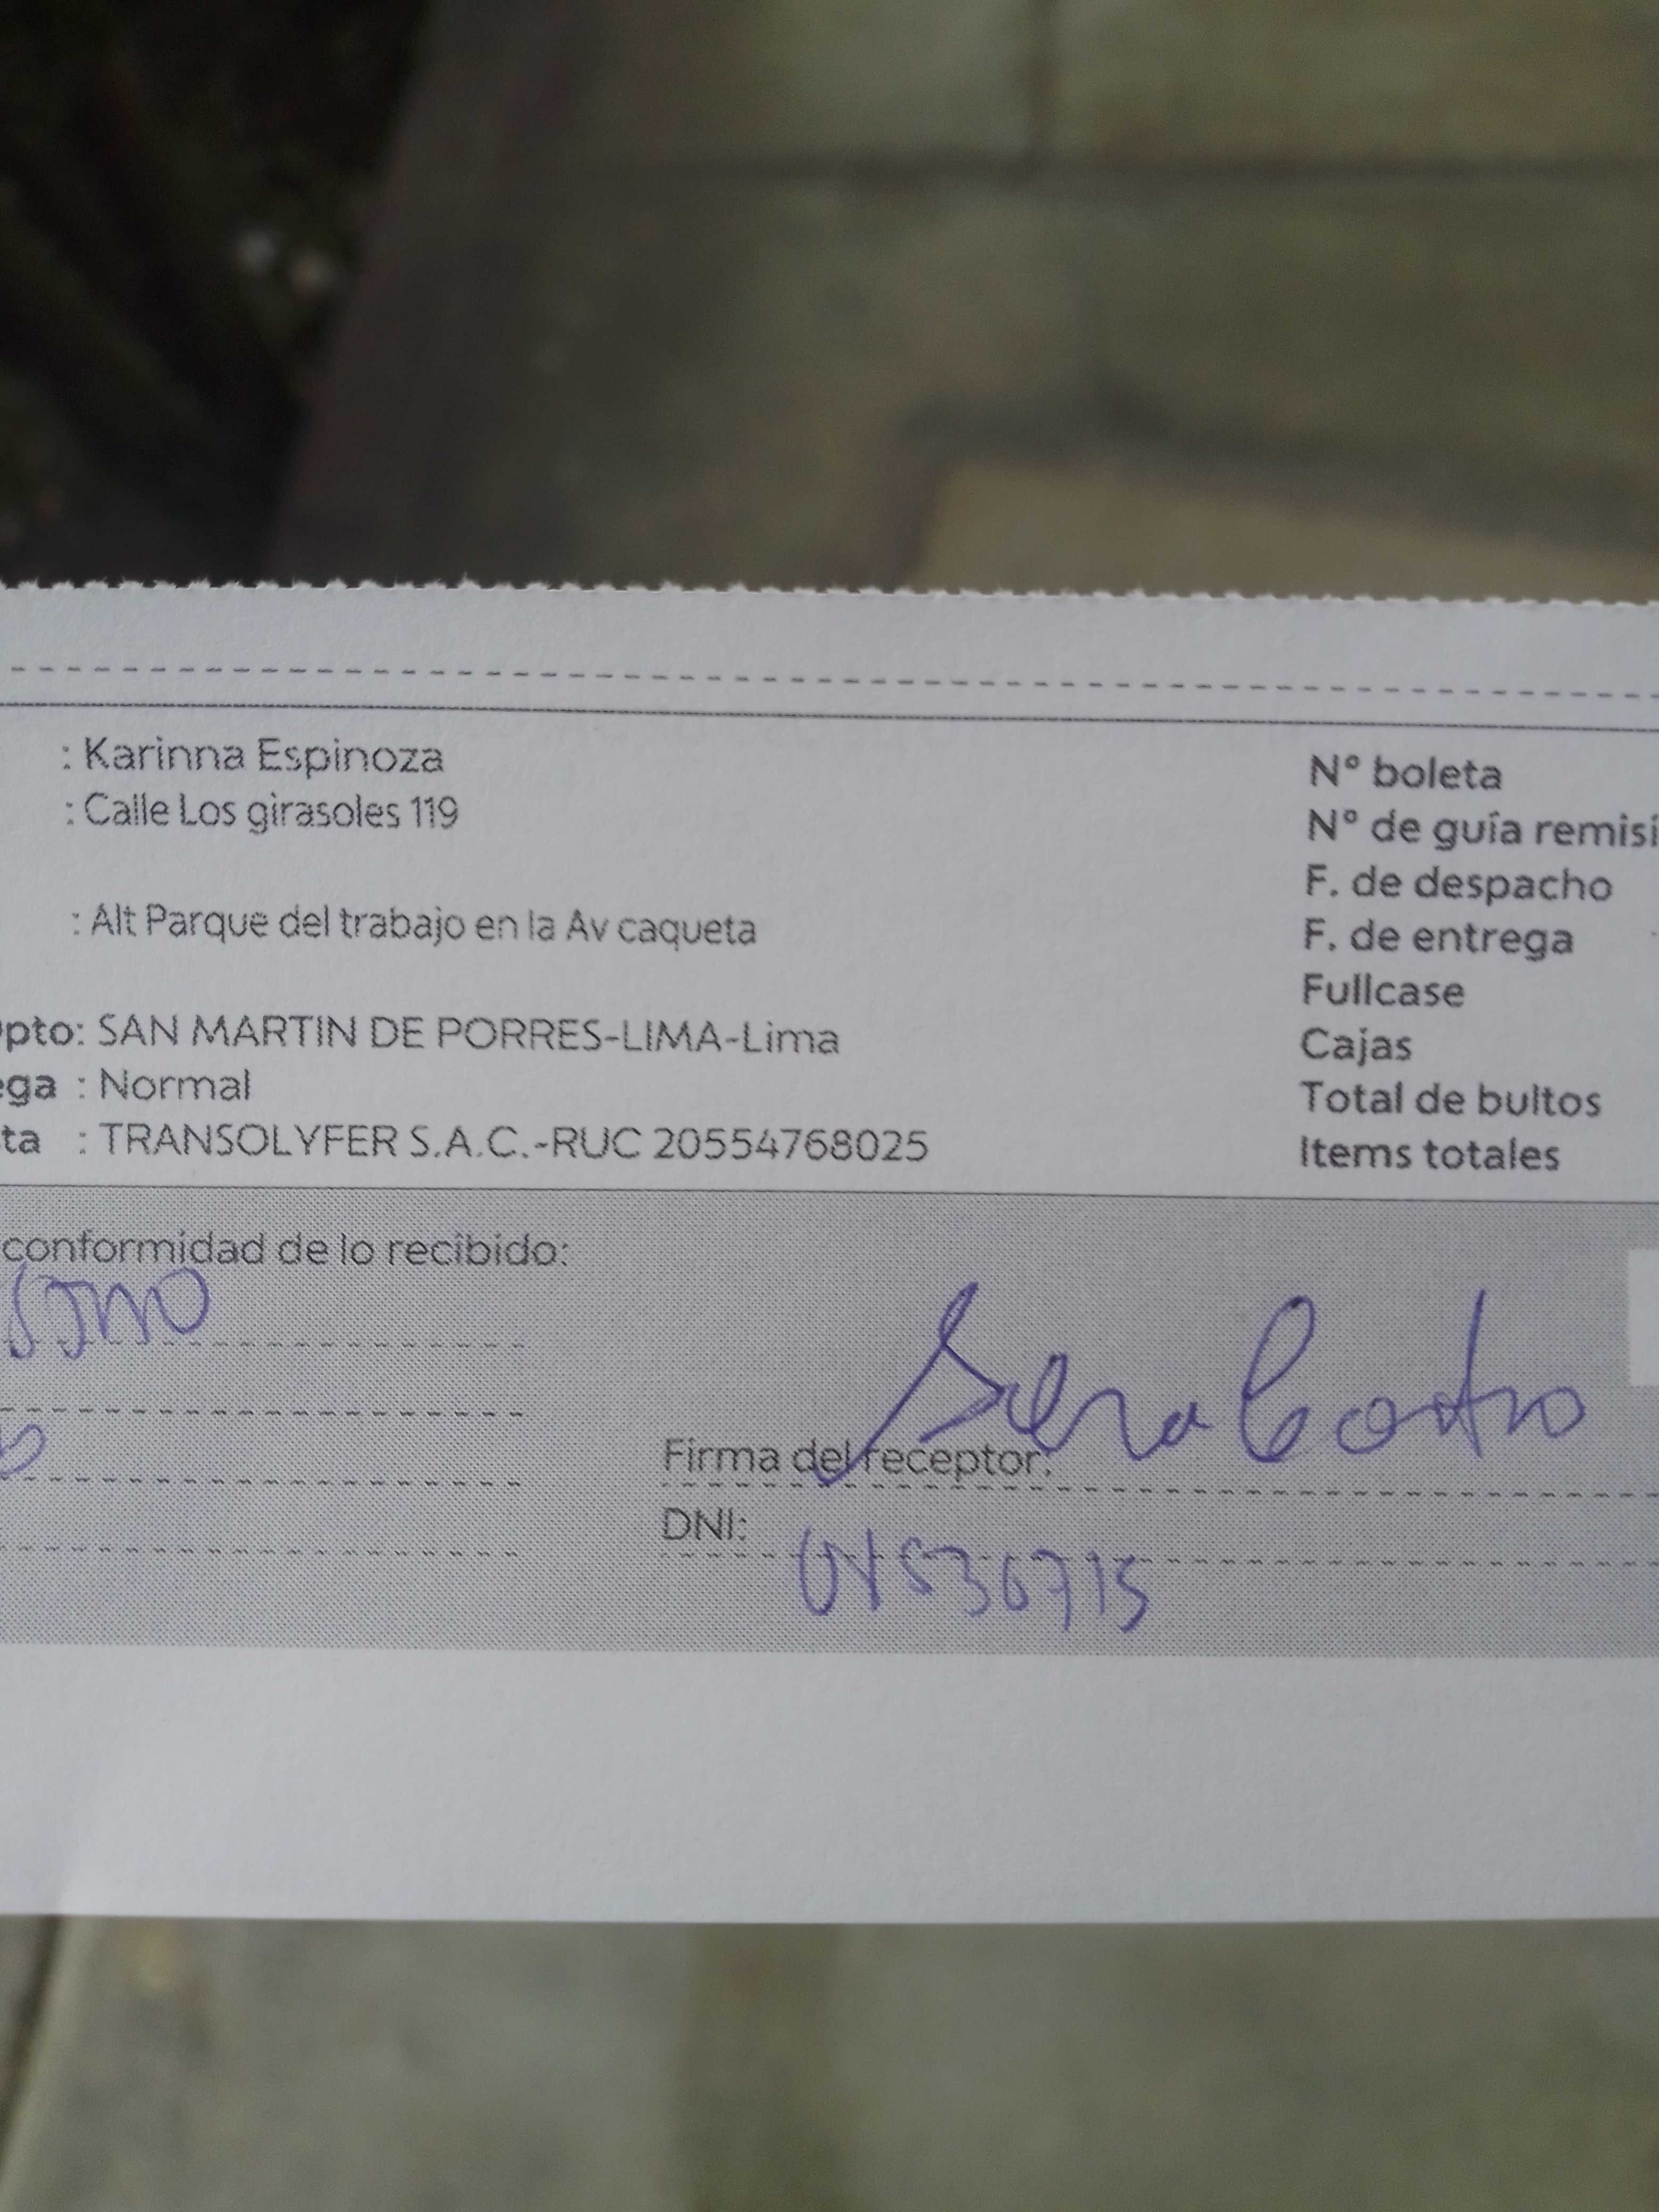 : Karinna Espinoza
: Calle Los girasoles 119
: Alt Parque del trabajo en la Av caqueta
pto: SAN MARTIN DE PORRES-LIMA-Lima
ega : Normal
ta : TRANSOLYFER S.A.C.-RUC 20554768025
N° boleta
N° de guía remisi
F. de despacho
F. de entrega
Fullcase
Cajas
Total de bultos
Items totales
conformidad de lo recibido:
Firma del receptor:
DNI: